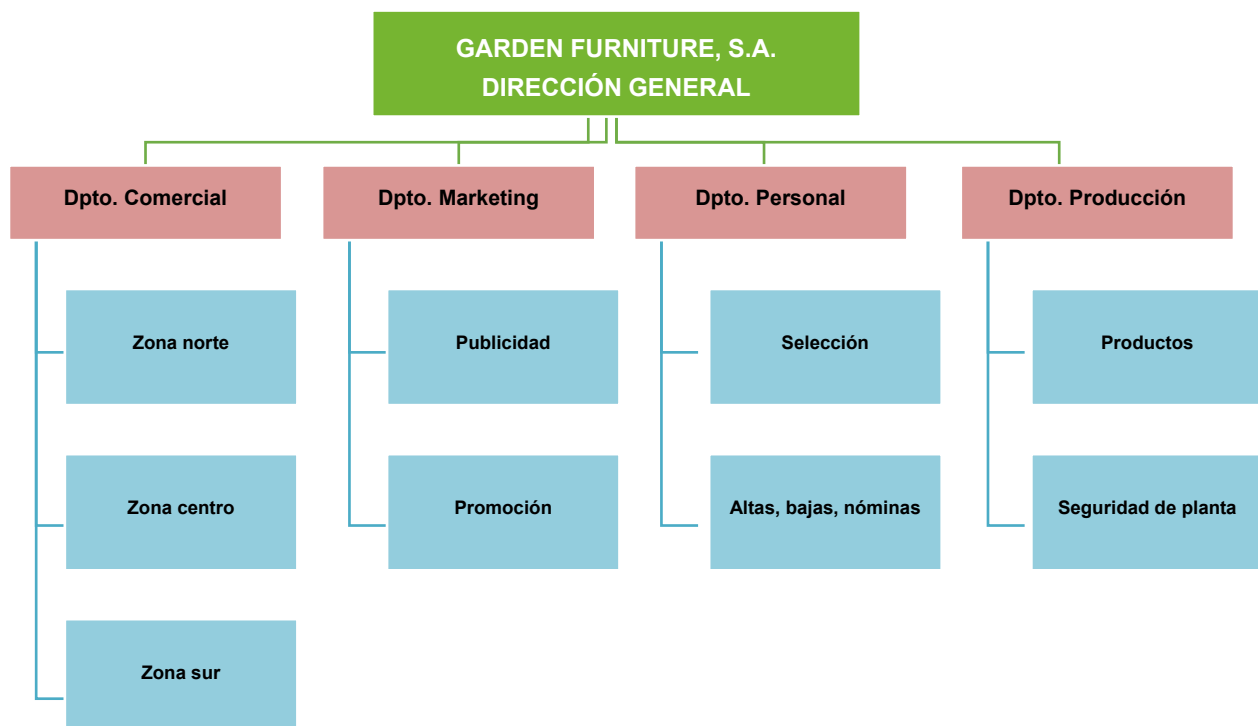 GARDEN FURNITURE, S.A.
DIRECCIÓN GENERAL
Dpto. Comercial
Dpto. Marketing
Dpto. Personal
Dpto. Producción
Zona norte
Publicidad
Selección
Productos
Zona centro
Promoción
Altas, bajas, nóminas
Seguridad de planta
Zona sur